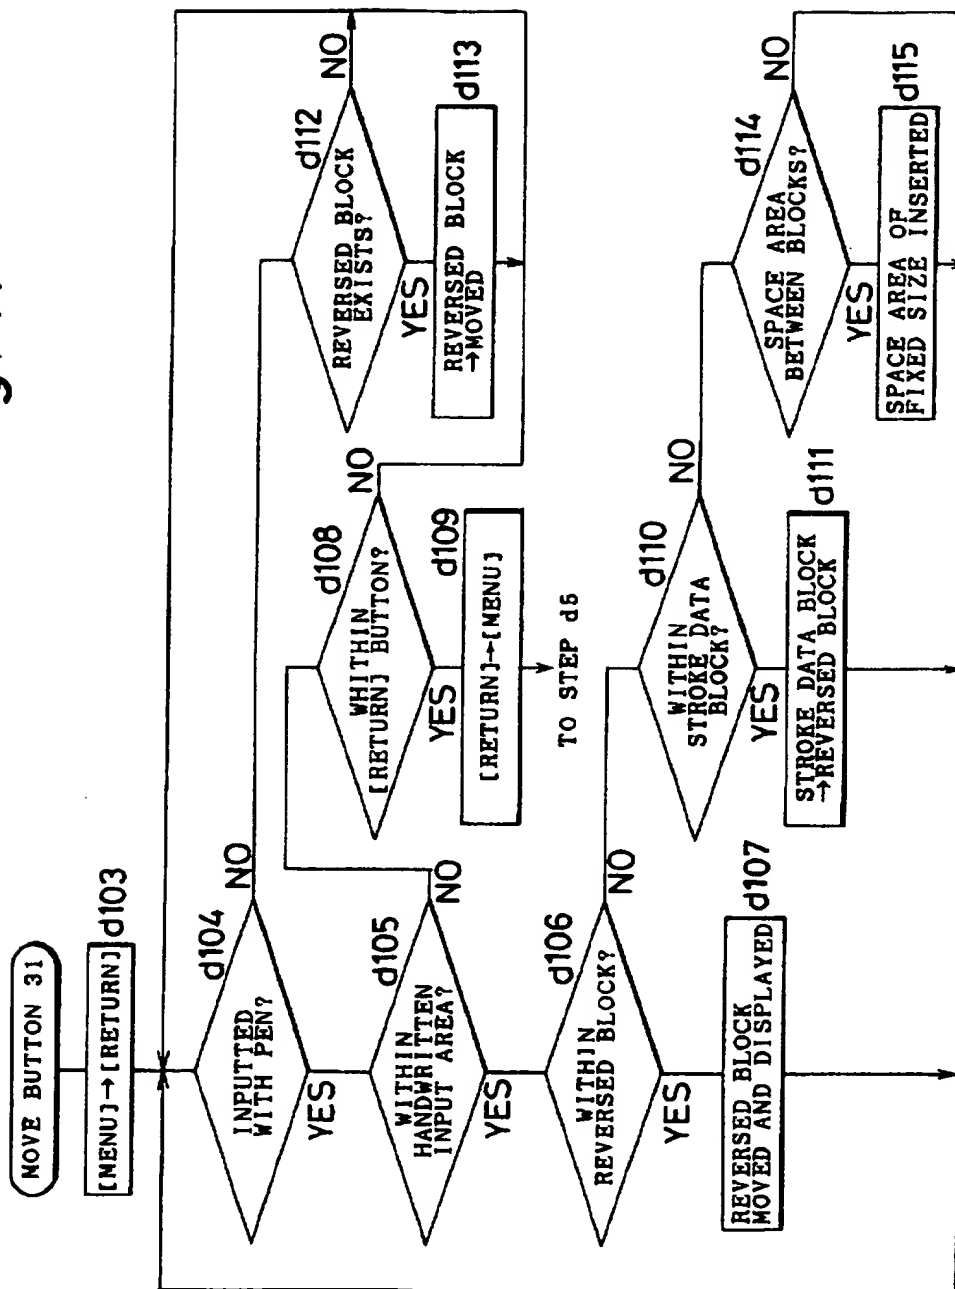 MOVE BUTTON 31
[MENU]→[RETURN]
d103
INPUTTED
WITH PEN?
d104
NO
YES
WITHIN
HANDWRITTEN
INPUT AREA?
d105
NO
YES
WITHIN
REVERSED BLOCK?
d106
NO
YES
REVERSED BLOCK
MOVED AND DISPLAYED
d107
WHITHIN
[RETURN] BUTTON?
d108
NO
YES
[RETURN]→[MENU]
d109
TO STEP d5
WITHIN
STROKE DATA
BLOCK?
d110
NO
YES
STROKE DATA BLOCK
→REVERSED BLOCK
d111
REVERSED BLOCK
EXISTS?
d112
NO
YES
REVERSED BLOCK
→MOVED
d113
SPACE AREA
BETWEEN BLOCKS?
d114
NO
YES
SPACE AREA OF
FIXED SIZE INSERTED
d115